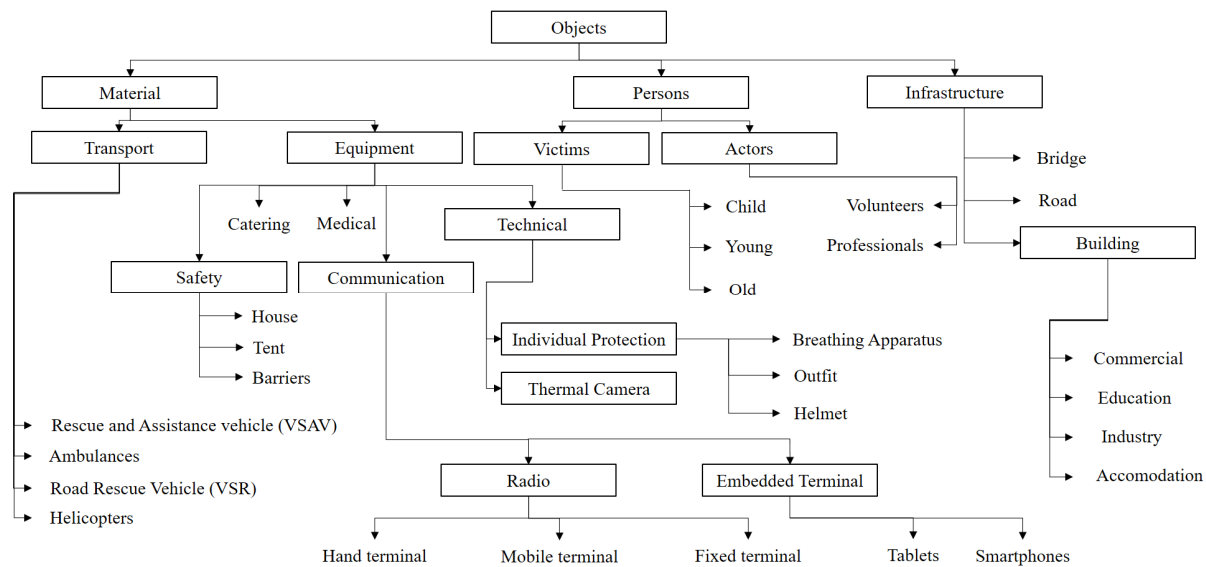 Objects
Material
Persons
Infrastructure
Transport
Equipment
Victims
Actors
Bridge
Road
Building
Catering
Medical
Technical
Child
Young
Old
Volunteers
Professionals
Safety
Communication
House
Tent
Barriers
Individual Protection
Thermal Camera
Breathing Apparatus
Outfit
Helmet
Commercial
Education
Industry
Accomodation
Rescue and Assistance vehicle (VSAV)
Ambulances
Road Rescue Vehicle (VSR)
Helicopters
Radio
Embedded Terminal
Hand terminal
Mobile terminal
Fixed terminal
Tablets
Smartphones